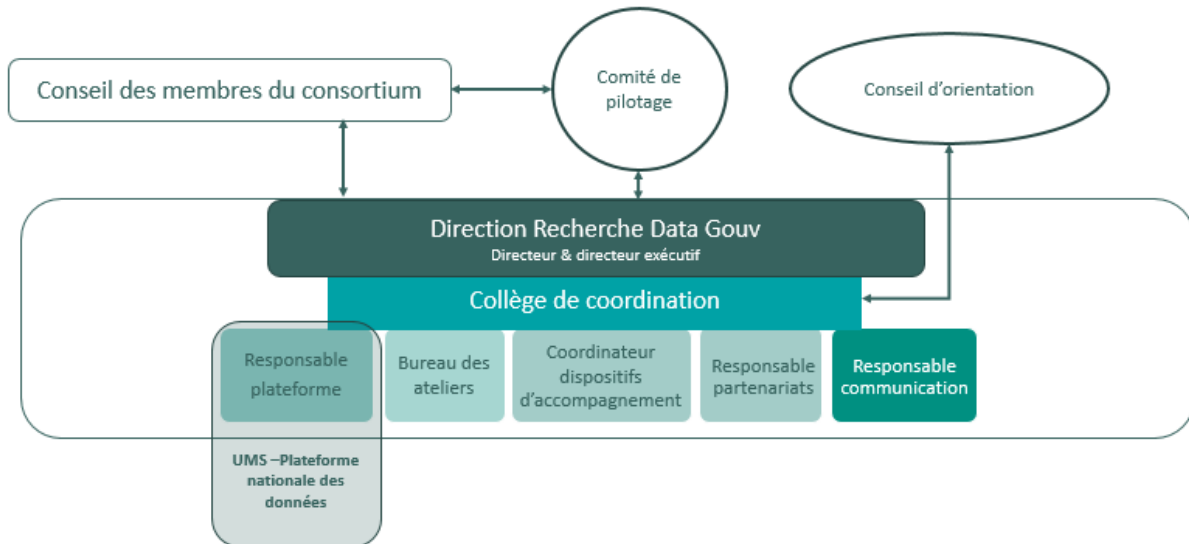 Conseil des membres du consortium
Comité de
pilotage
Conseil d'orientation
Direction Recherche Data Gouv
Directeur & directeur exécutif
Collège de coordination
Responsable
plateforme
Bureau des
ateliers
Coordinateur
dispositifs
d'accompagnement
Responsable
partenariats
Responsable
communication
UMS –Plateforme
nationale des
données